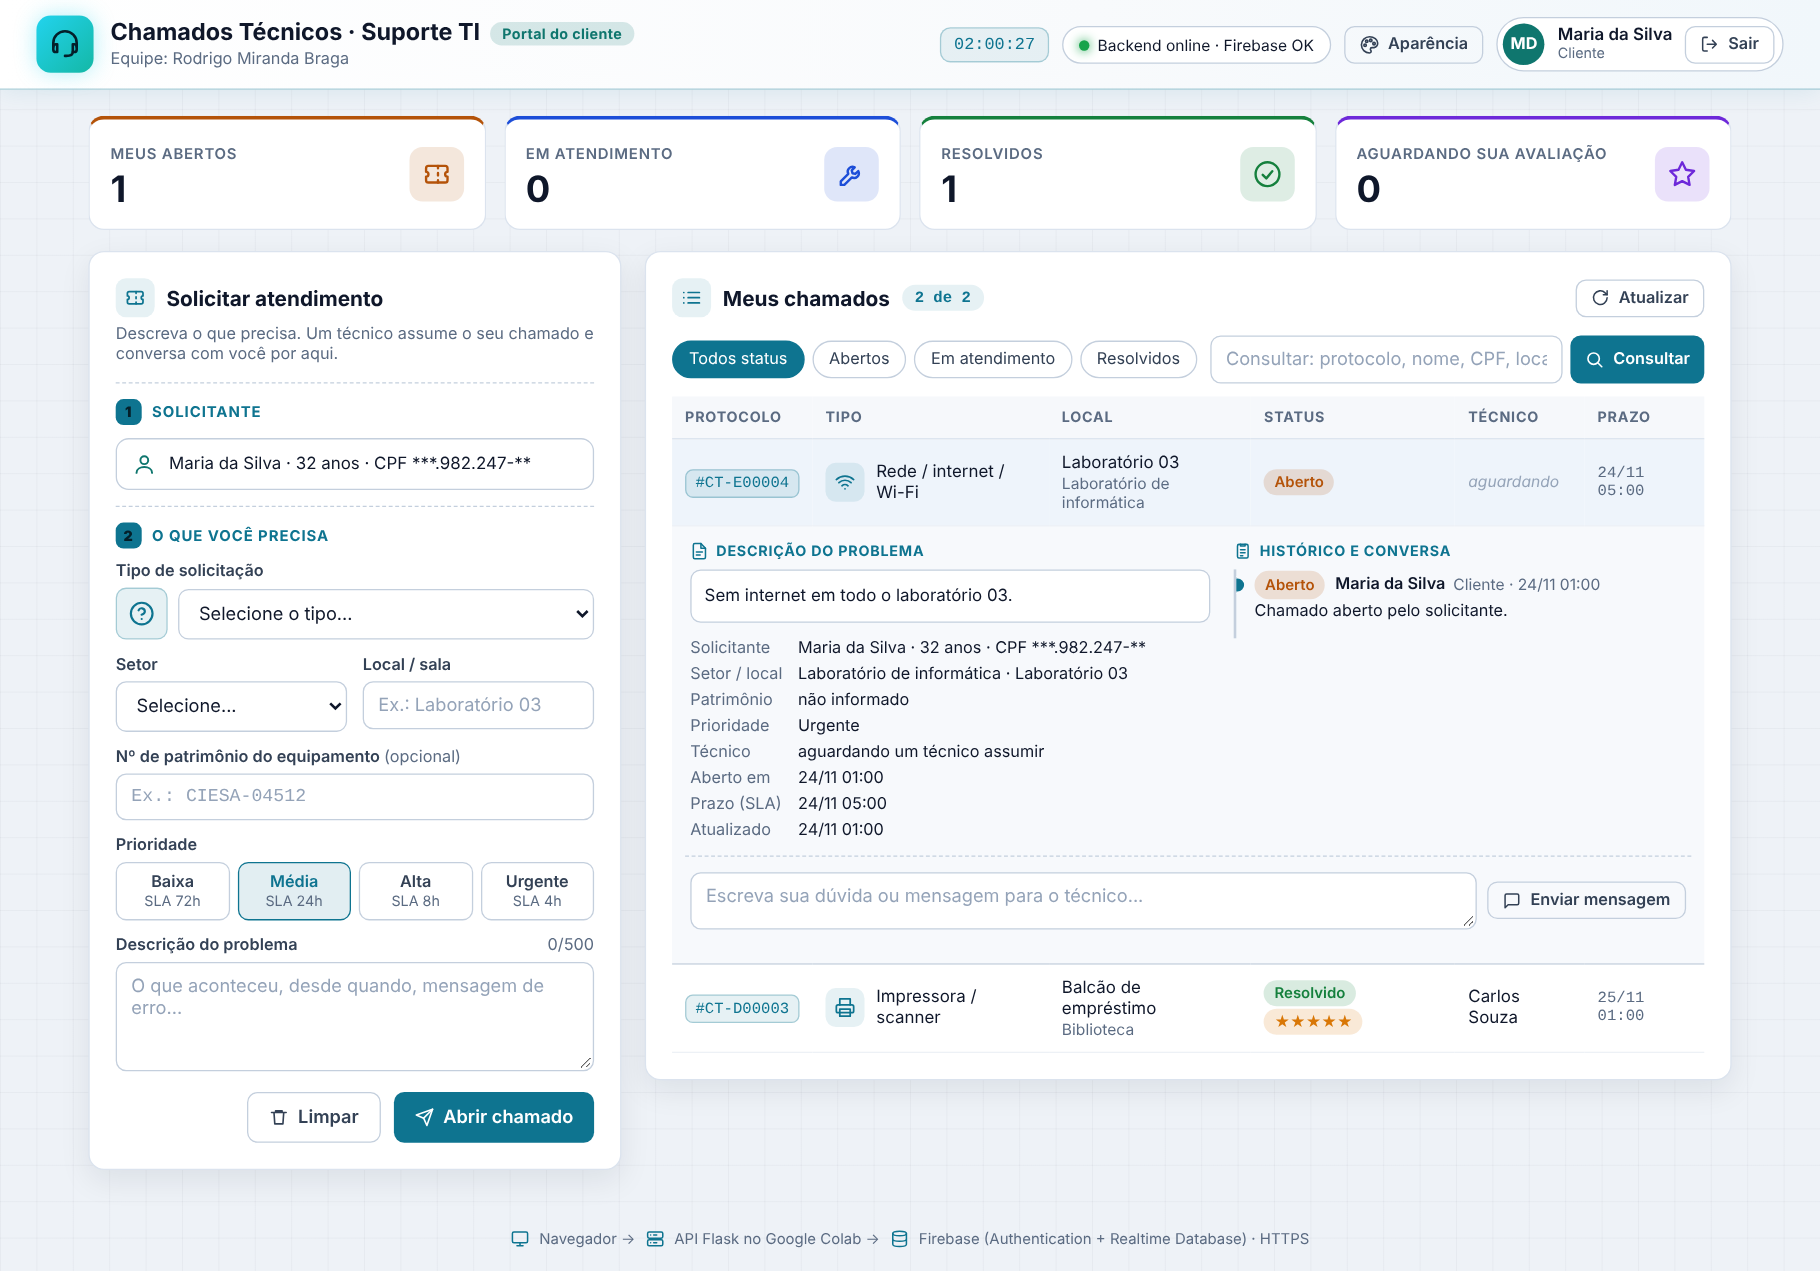 Chamados Técnicos · Suporte TI
Portal do cliente
Equipe: Rodrigo Miranda Braga
02:00:27
Backend online · Firebase OK
Aparência
MD
Maria da Silva
Cliente
Sair
MEUS ABERTOS
1
EM ATENDIMENTO
0
RESOLVIDOS
1
AGUARDANDO SUA AVALIAÇÃO
0
Solicitar atendimento
Descreva o que precisa. Um técnico assume o seu chamado e
conversa com você por aqui.
1 SOLICITANTE
Maria da Silva · 32 anos · CPF ***.982.247-**
2 O QUE VOCÊ PRECISA
Tipo de solicitação
Selecione o tipo...
Setor
Local / sala
Selecione...
Ex.: Laboratório 03
Nº de patrimônio do equipamento (opcional)
Ex.: CIESA-04512
Prioridade
Baixa
SLA 72h
Média
SLA 24h
Alta
SLA 8h
Urgente
SLA 4h
Descrição do problema
0/500
O que aconteceu, desde quando, mensagem de
erro...
Limpar
Abrir chamado
Meus chamados
2 de 2
Atualizar
Todos status
Abertos
Em atendimento
Resolvidos
Consultar: protocolo, nome, CPF, loca
Consultar
PROTOCOLO TIPO LOCAL STATUS TÉCNICO PRAZO
#CT-E00004
Rede / internet /
Wi-Fi
Laboratório 03
Laboratório de
informática
Aberto
aguardando
24/11
05:00
DESCRIÇÃO DO PROBLEMA
Sem internet em todo o laboratório 03.
Solicitante Maria da Silva · 32 anos · CPF ***.982.247-**
Setor / local Laboratório de informática · Laboratório 03
Patrimônio não informado
Prioridade Urgente
Técnico aguardando um técnico assumir
Aberto em 24/11 01:00
Prazo (SLA) 24/11 05:00
Atualizado 24/11 01:00
HISTÓRICO E CONVERSA
Aberto Maria da Silva Cliente · 24/11 01:00
Chamado aberto pelo solicitante.
Escreva sua dúvida ou mensagem para o técnico...
Enviar mensagem
#CT-D00003
Impressora /
scanner
Balcão de
empréstimo
Biblioteca
Resolvido
★★★★★
Carlos
Souza
25/11
01:00
Navegador → API Flask no Google Colab → Firebase (Authentication + Realtime Database) · HTTPS